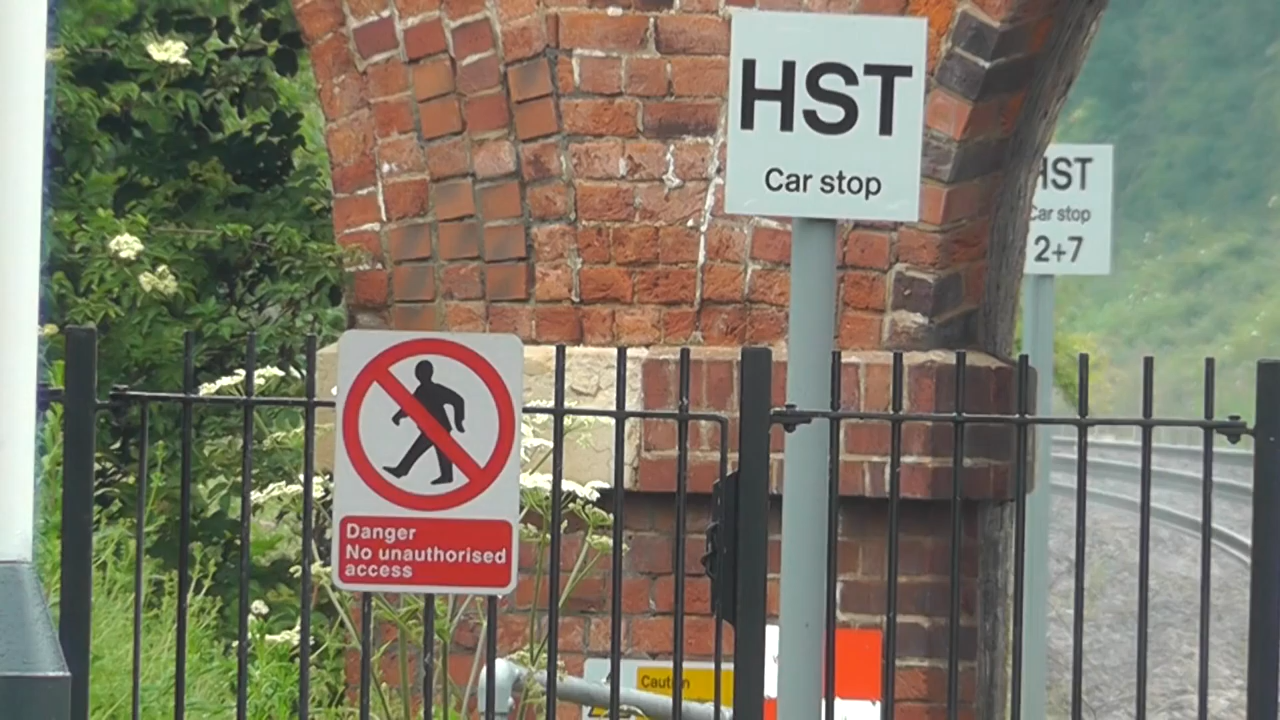 HST
Car stop
HST
Car stop
2+7
Danger
No unauthorised
access
Caution